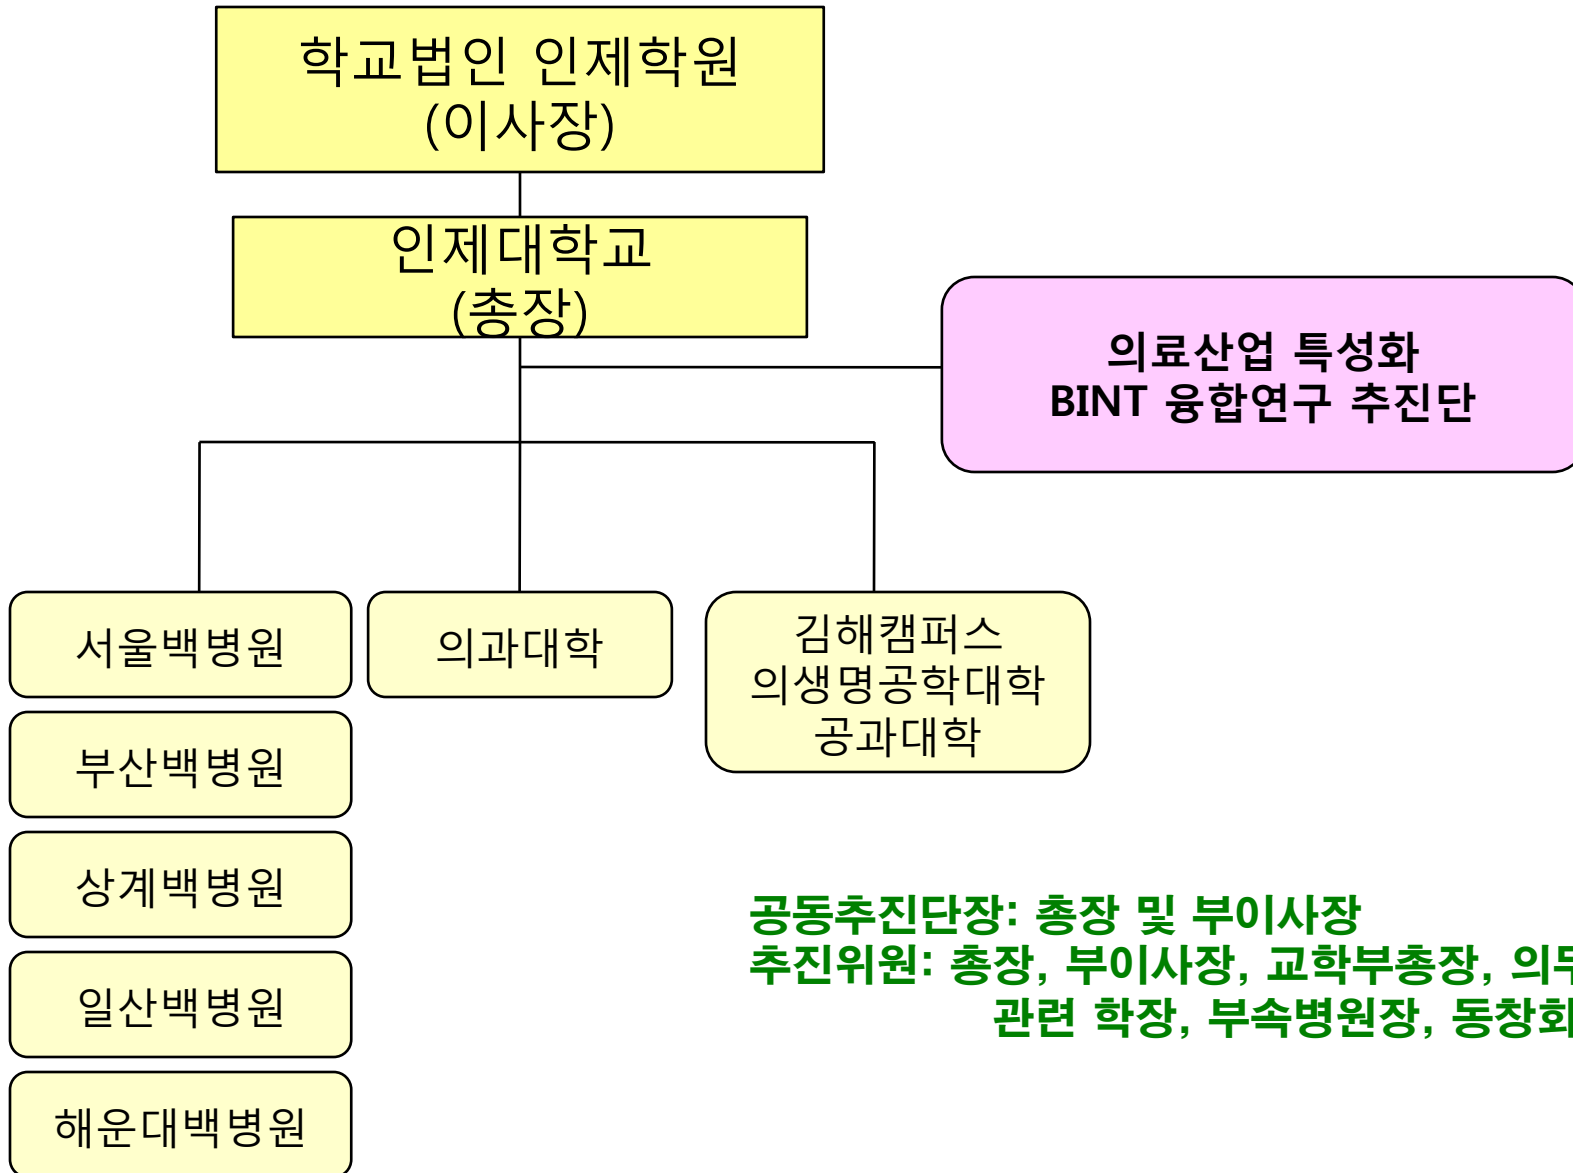 학교법인 인제학원
(이사장)
인제대학교
(총장)
의료산업 특성화
BINT 융합연구 추진단
서울백병원
의과대학
김해캠퍼스
의생명공학대학
공과대학
부산백병원
상계백병원
일산백병원
해운대백병원
공동추진단장: 총장 및 부이사장
추진위원: 총장, 부이사장, 교학부총장,
관련 학장, 부속병원장,